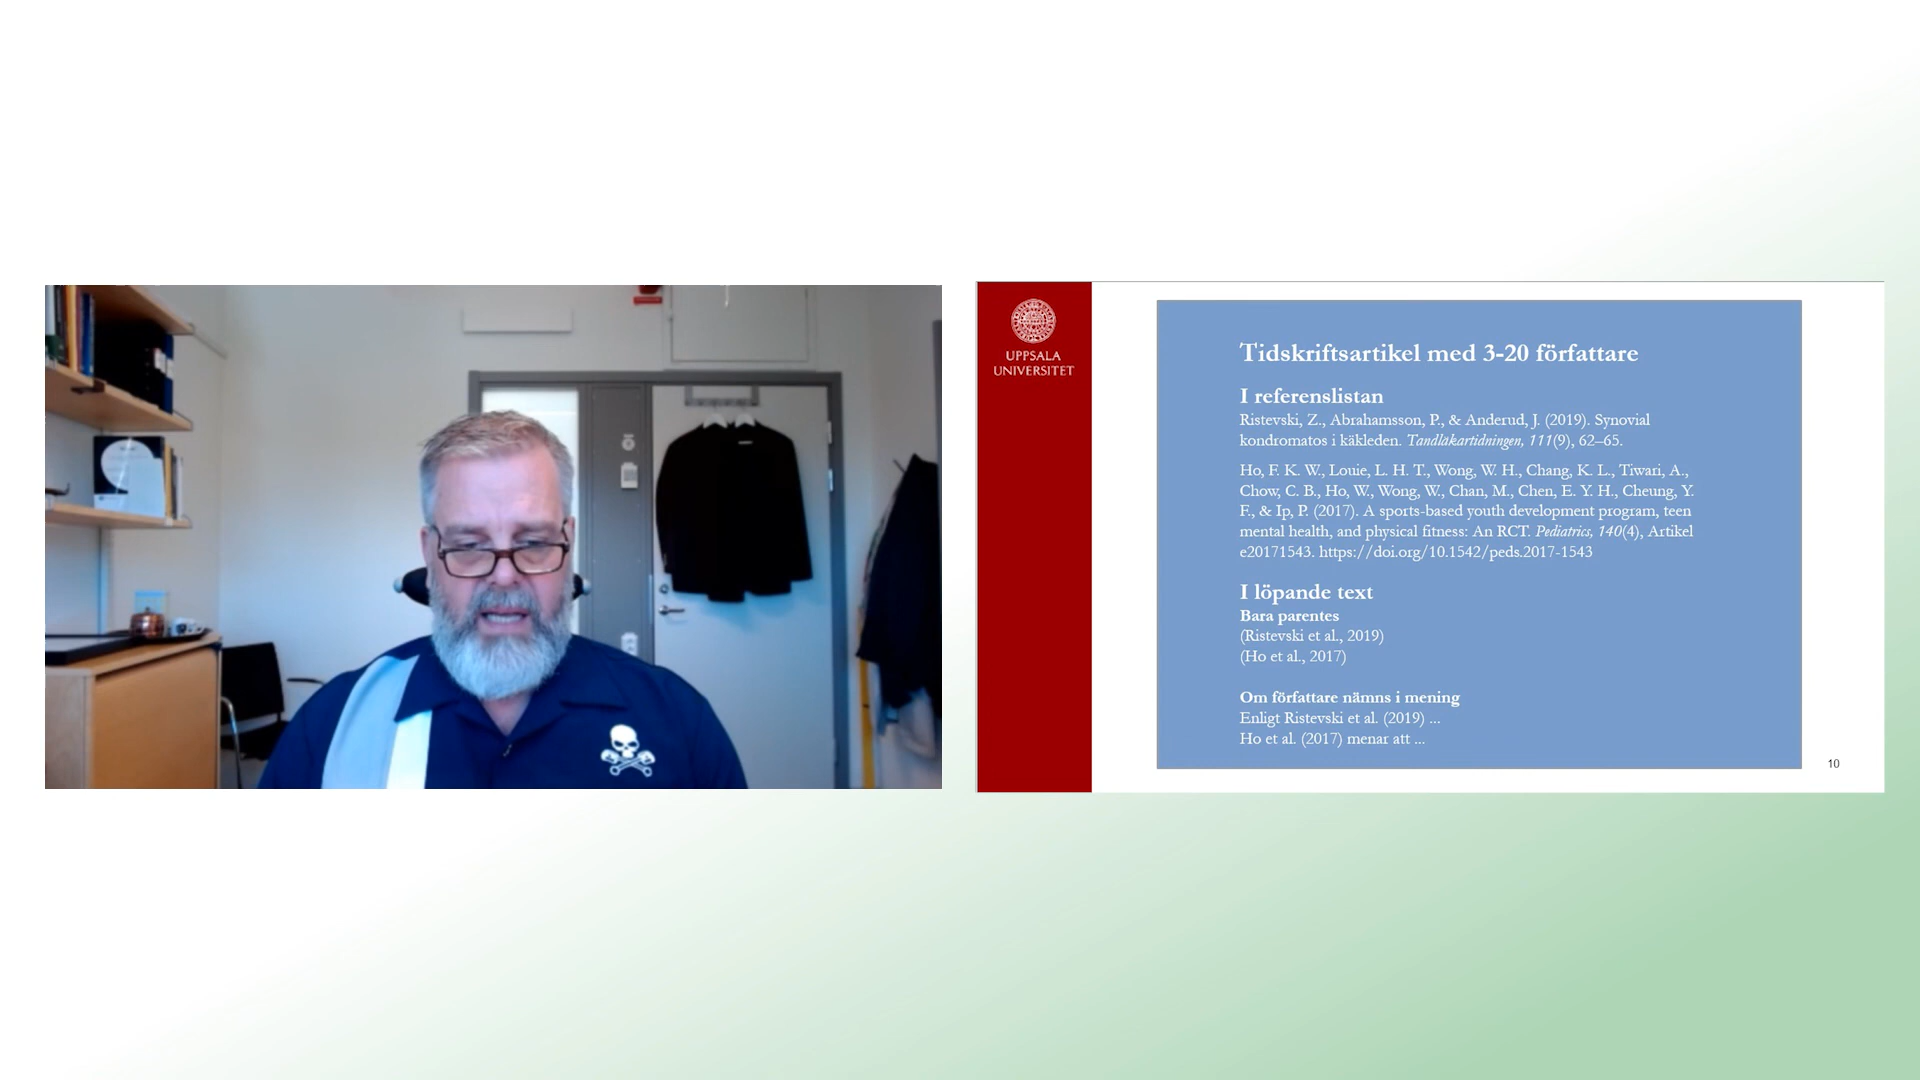 UPPSALA
UNIVERSITET
Tidskriftsartikel med 3-20 författare
I referenslistan
Ristevski, Z., Abrahamsson, P., & Anderud, J. (2019). Synovial
kondromatos i käkleden. Tandläkartidningen, 111(9), 62–65.
Ho, F. K. W., Louie, L. H. T., Wong, W. H., Chang, K. L., Tiwari, A.,
Chow, C. B., Ho, W., Wong, W., Chan, M., Chen, E. Y. H., Cheung, Y.
F., & Ip, P. (2017). A sports-based youth development program, teen
mental health, and physical fitness: An RCT. Pediatrics, 140(4), Artikel
e20171543. https://doi.org/10.1542/peds.2017-1543
I löpande text
Bara parentes
(Ristevski et al., 2019)
(Ho et al., 2017)
Om författare nämns i mening
Enligt Ristevski et al. (2019) ...
Ho et al. (2017) menar att ...
10